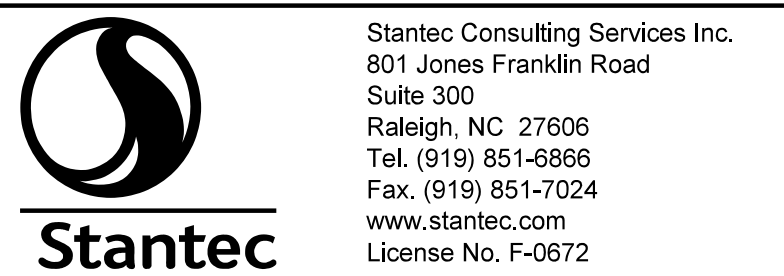 Stantec
Stantec Consulting Services Inc.
801 Jones Franklin Road
Suite 300
Raleigh, NC  27606
Tel. (919) 851-6866
Fax. (919) 851-7024
www.stantec.com
License No. F-0672